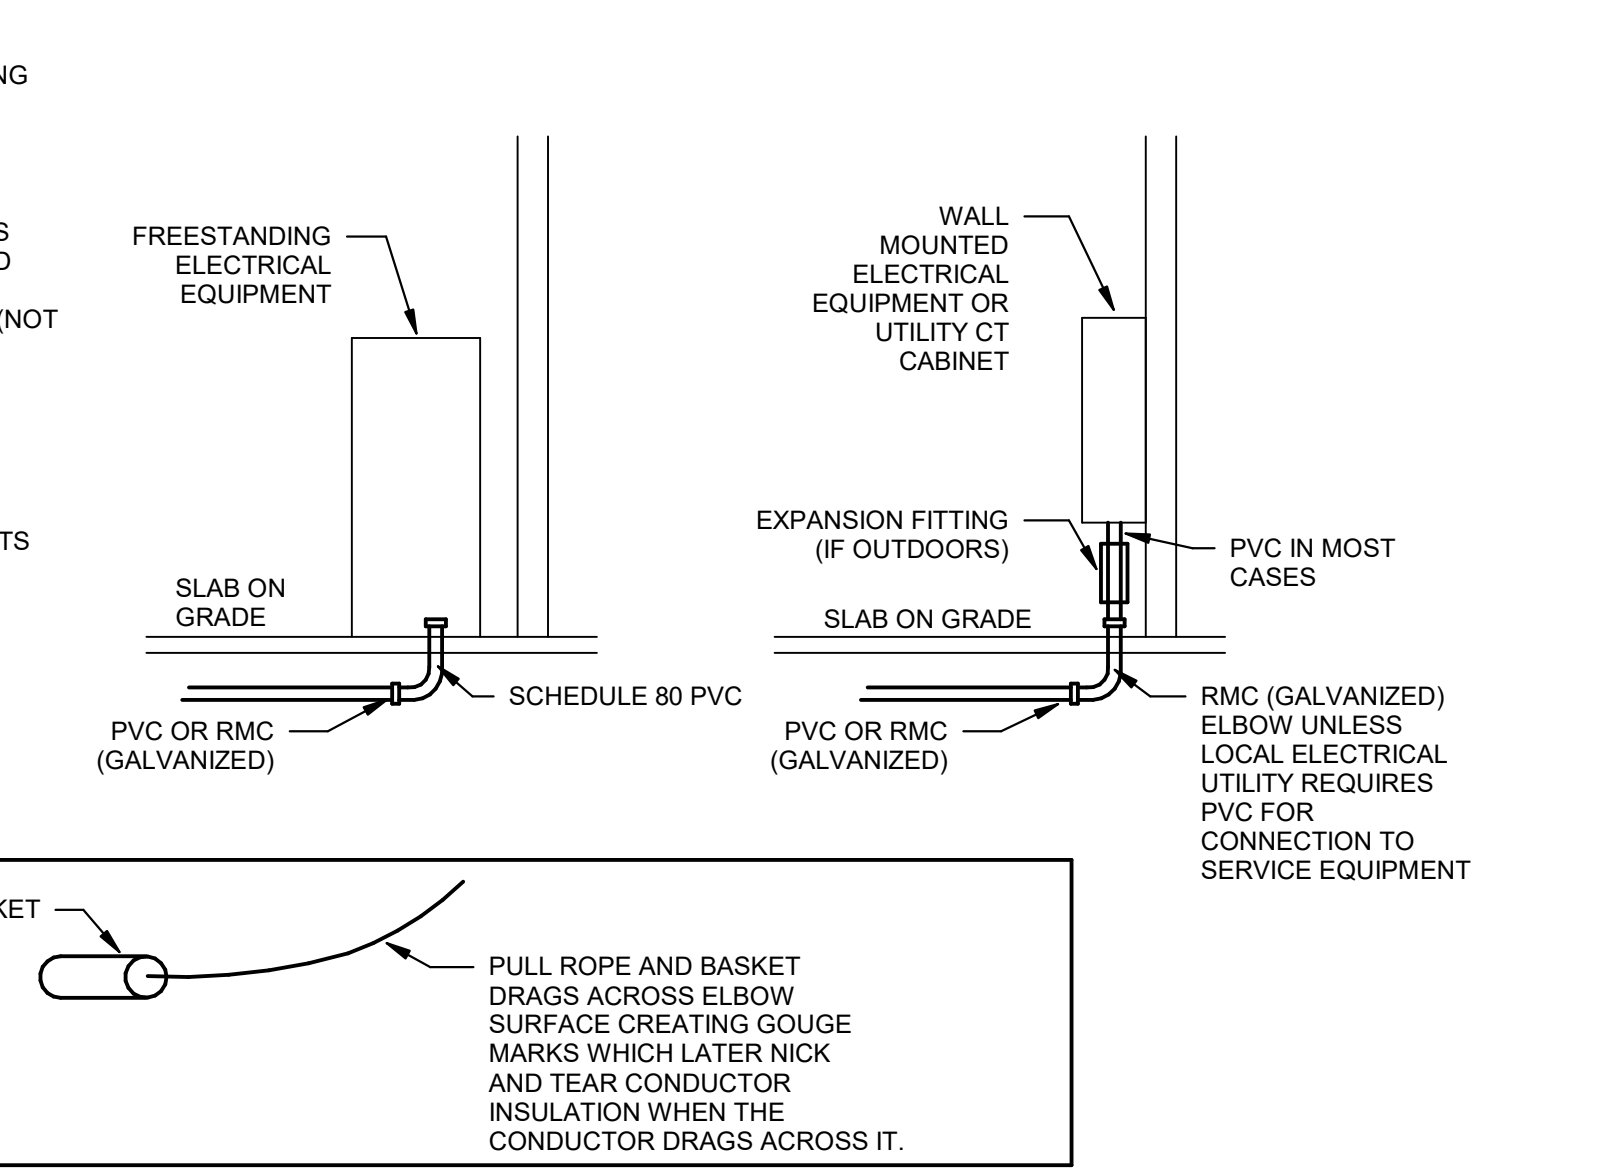 NG
S
D
(NOT
TS
FREESTANDING
ELECTRICAL
EQUIPMENT
SLAB ON
GRADE
SCHEDULE 80 PVC
PVC OR RMC
(GALVANIZED)
WALL
MOUNTED
ELECTRICAL
EQUIPMENT OR
UTILITY CT
CABINET
EXPANSION FITTING
(IF OUTDOORS)
PVC IN MOST
CASES
SLAB ON GRADE
PVC OR RMC
(GALVANIZED)
RMC (GALVANIZED)
ELBOW UNLESS
LOCAL ELECTRICAL
UTILITY REQUIRES
PVC FOR
CONNECTION TO
SERVICE EQUIPMENT
KET
PULL ROPE AND BASKET
DRAGS ACROSS ELBOW
SURFACE CREATING GOUGE
MARKS WHICH LATER NICK
AND TEAR CONDUCTOR
INSULATION WHEN THE
CONDUCTOR DRAGS ACROSS IT.